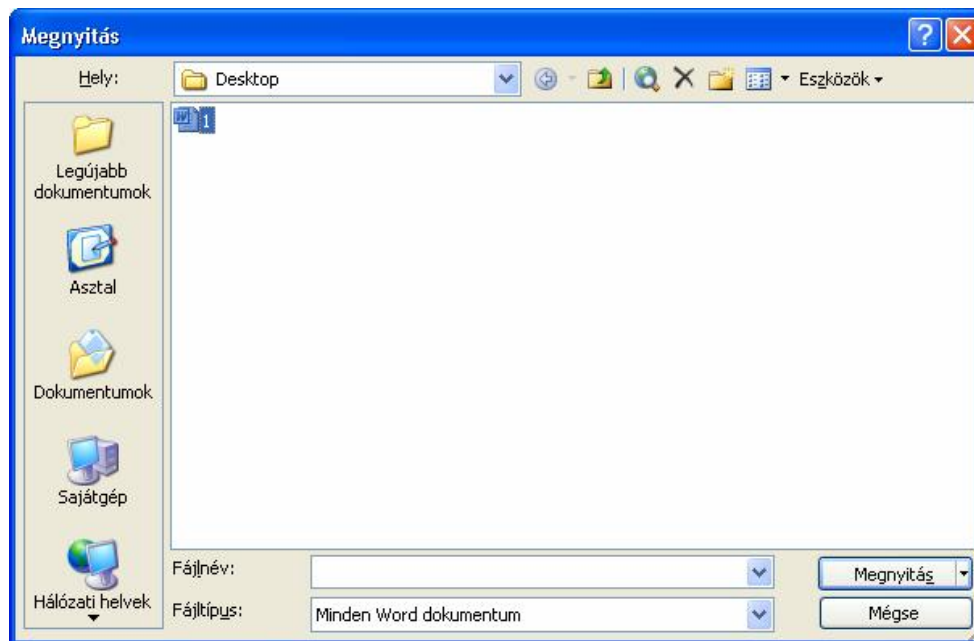 Megnyitás
Hely:
Desktop
Eszközök
1
Legújabb
dokumentumok
Asztal
Dokumentumok
Sajátgép
Hálózati helyek
Fájlnév:
Megnyitás
Fájltípus:
Minden Word dokumentum
Mégse